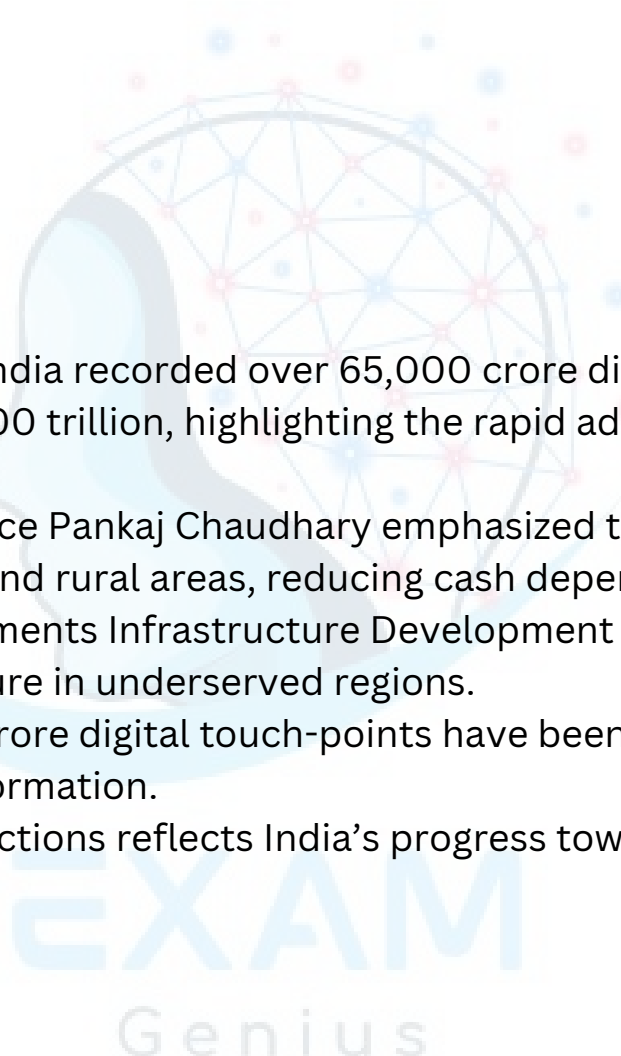 ndia recorded over 65,000 crore di
00 trillion, highlighting the rapid ad
ce Pankaj Chaudhary emphasized t
nd rural areas, reducing cash depe
ments Infrastructure Development
ure in underserved regions.
rore digital touch-points have been
ormation.
ctions reflects India’s progress tow
EXAM
Genius